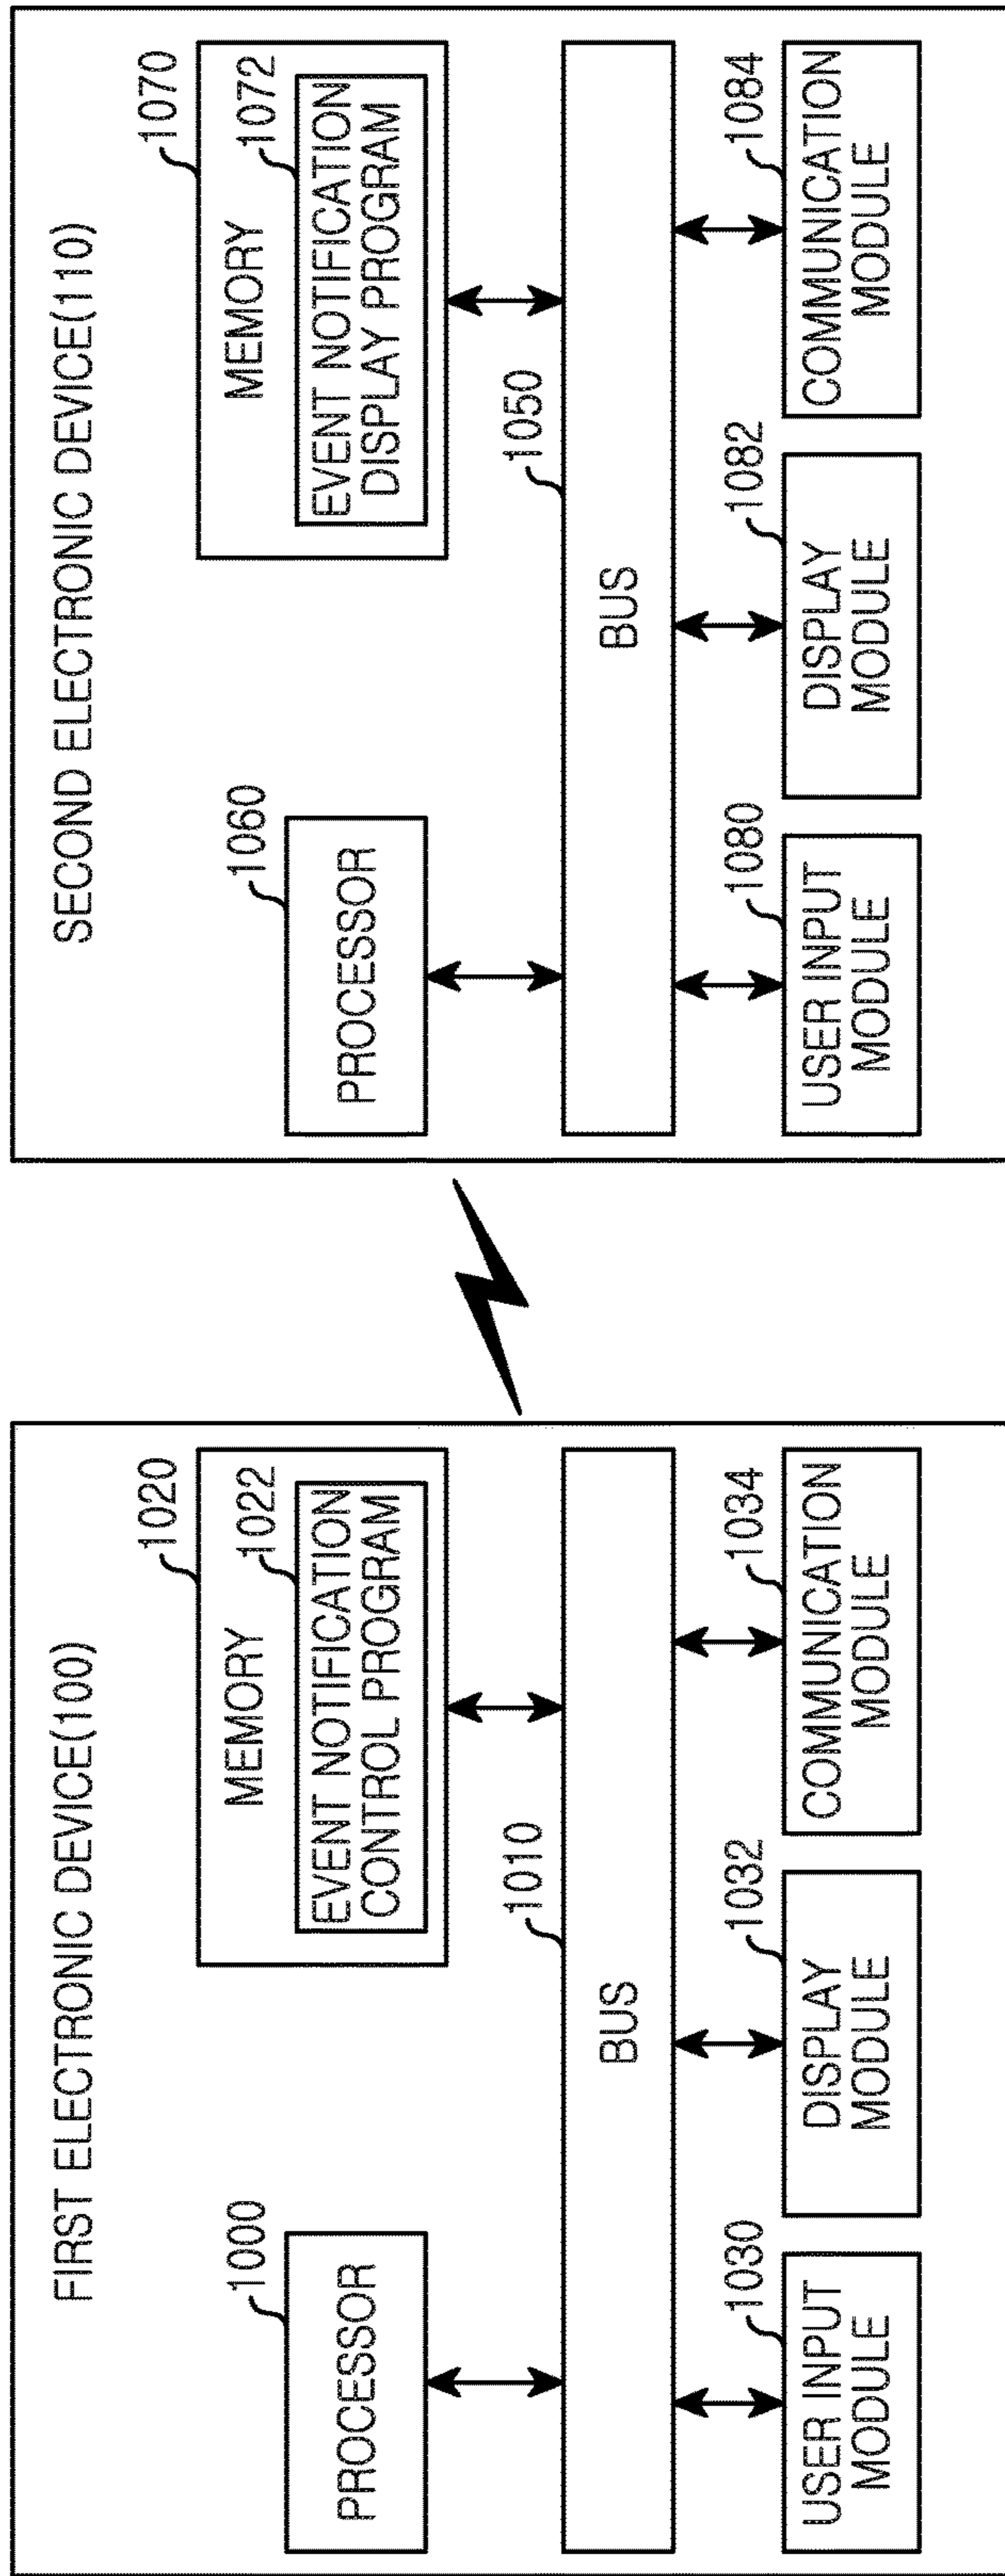 FIRST ELECTRONIC DEVICE(100)
1000
PROCESSOR
1020
MEMORY
1022
EVENT NOTIFICATION
CONTROL PROGRAM
1010
BUS
1030
USER INPUT
MODULE
1032
DISPLAY
MODULE
1034
COMMUNICATION
MODULE
SECOND ELECTRONIC DEVICE(110)
1060
PROCESSOR
1070
MEMORY
1072
EVENT NOTIFICATION
DISPLAY PROGRAM
1050
BUS
1080
USER INPUT
MODULE
1082
DISPLAY
MODULE
1084
COMMUNICATION
MODULE